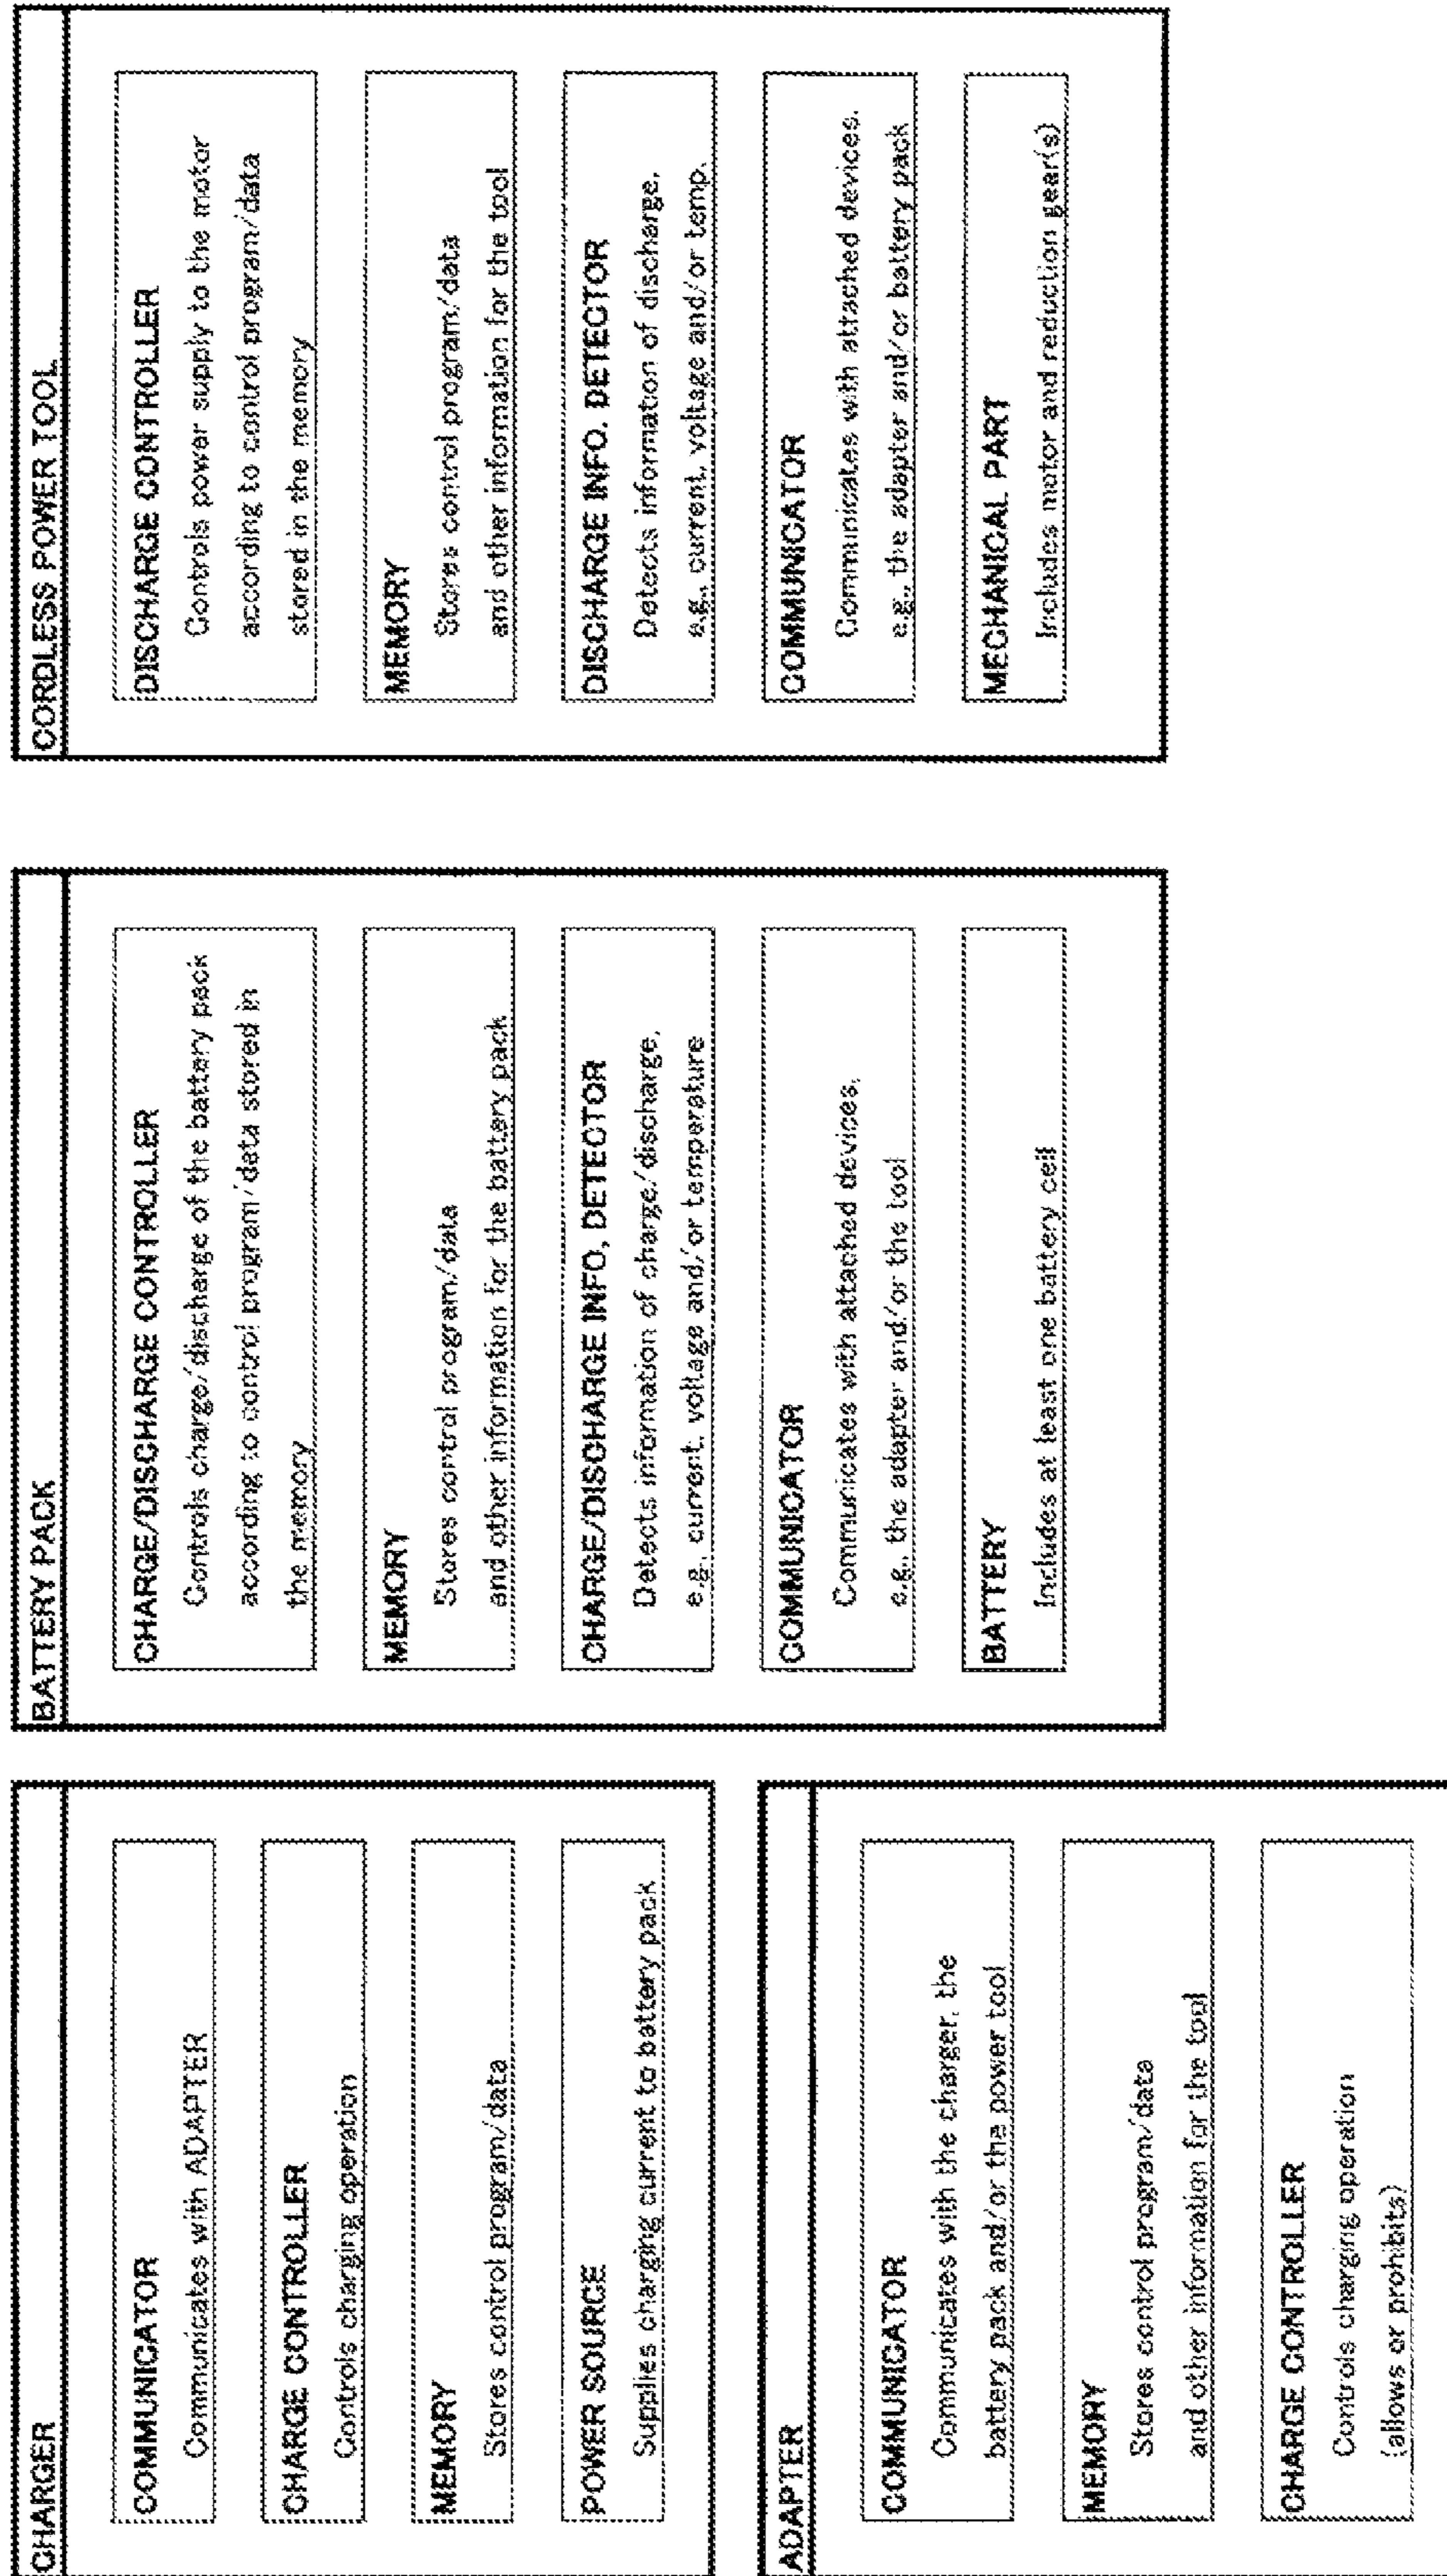 CHARGER
COMMUNICATOR
Communicates with ADAPTER
CHARGE CONTROLLER
Controls charging operation
MEMORY
Stores control program/data
POWER SOURCE
Supplies charging current to battery pack
ADAPTER
COMMUNICATOR
Communicates with the charger, the
battery pack and/or the power tool
MEMORY
Stores control program/data
and other information for the tool
CHARGE CONTROLLER
Controls charging operation
(allows or prohibits)
BATTERY PACK
CHARGE/DISCHARGE CONTROLLER
Controls charge/discharge of the battery pack
according to control program/data stored in
the memory
MEMORY
Stores control program/data
and other information for the battery pack
CHARGE/DISCHARGE INFO. DETECTOR
Detects information of charge/discharge,
e.g., current, voltage and/or temperature
COMMUNICATOR
Communicates with attached devices,
e.g., the adapter and/or the tool
BATTERY
Includes at least one battery cell
CORDLESS POWER TOOL
DISCHARGE CONTROLLER
Controls power supply to the motor
according to control program/data
stored in the memory
MEMORY
Stores control program/data
and other information for the tool
DISCHARGE INFO. DETECTOR
Detects information of discharge,
e.g., current, voltage and/or temp.
COMMUNICATOR
Communicates with attached devices,
e.g., the adapter and/or battery pack
MECHANICAL PART
Includes motor and reduction gear(s)